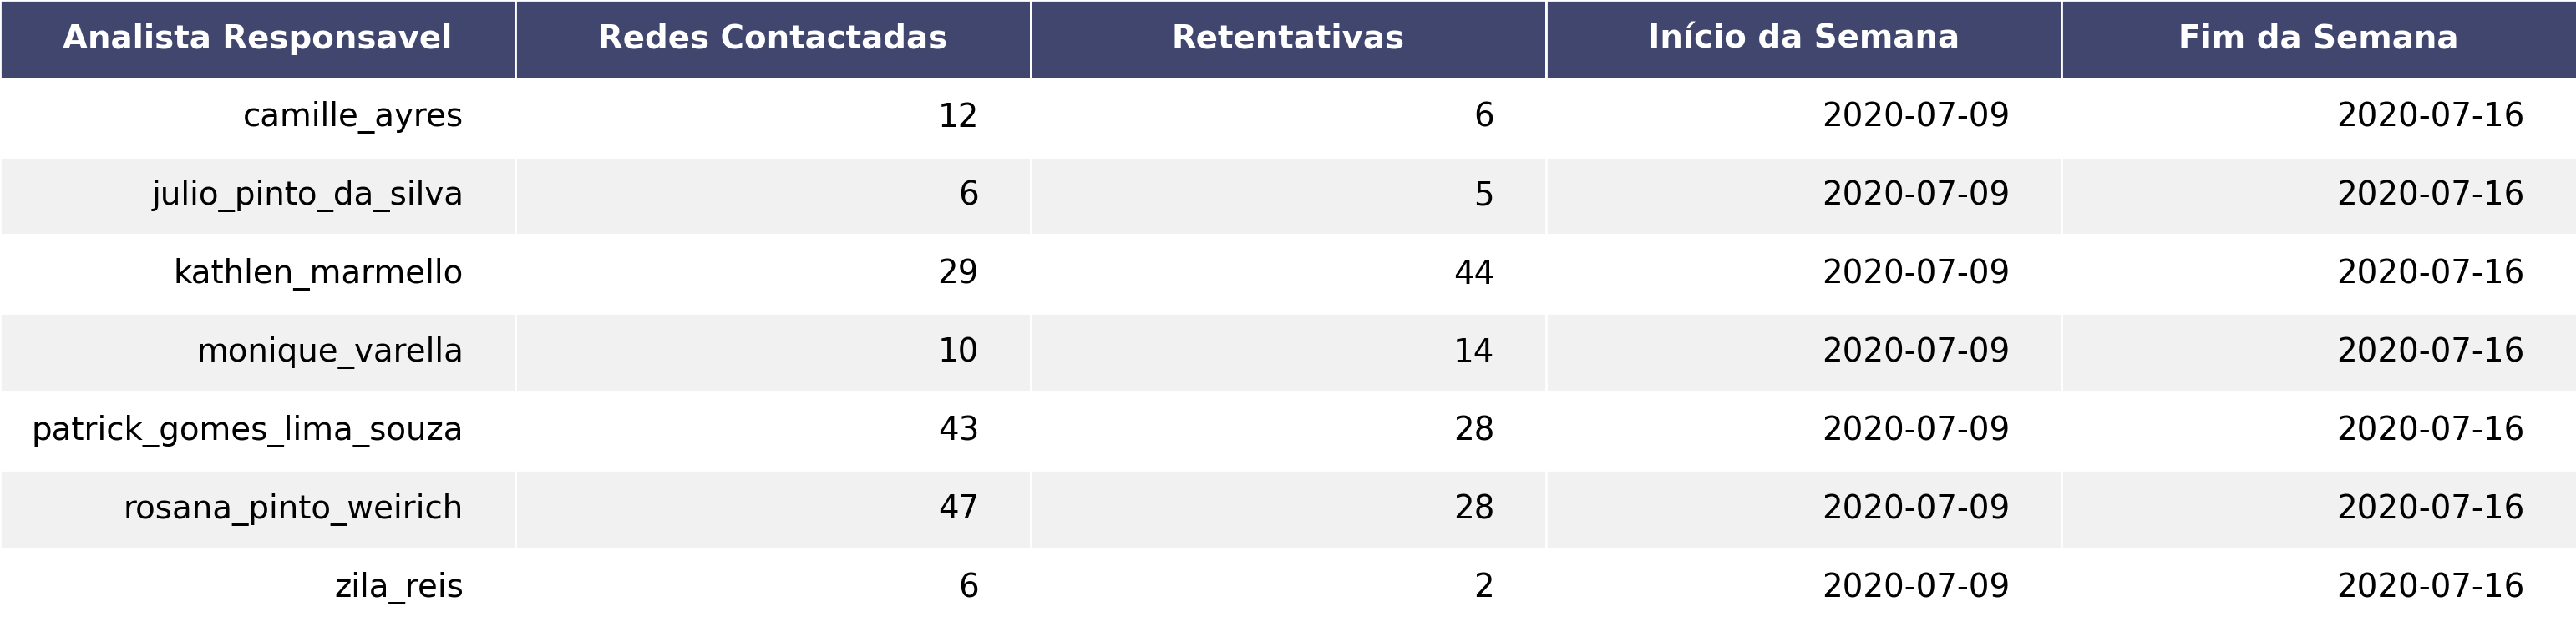 Analista Responsavel Redes Contactadas Retentativas Início da Semana Fim da Semana
camille_ayres 12 6 2020-07-09 2020-07-16
julio_pinto_da_silva 6 5 2020-07-09 2020-07-16
kathlen_marmello 29 44 2020-07-09 2020-07-16
monique_varella 10 14 2020-07-09 2020-07-16
patrick_gomes_lima_souza 43 28 2020-07-09 2020-07-16
rosana_pinto_weirich 47 28 2020-07-09 2020-07-16
zila_reis 6 2 2020-07-09 2020-07-16